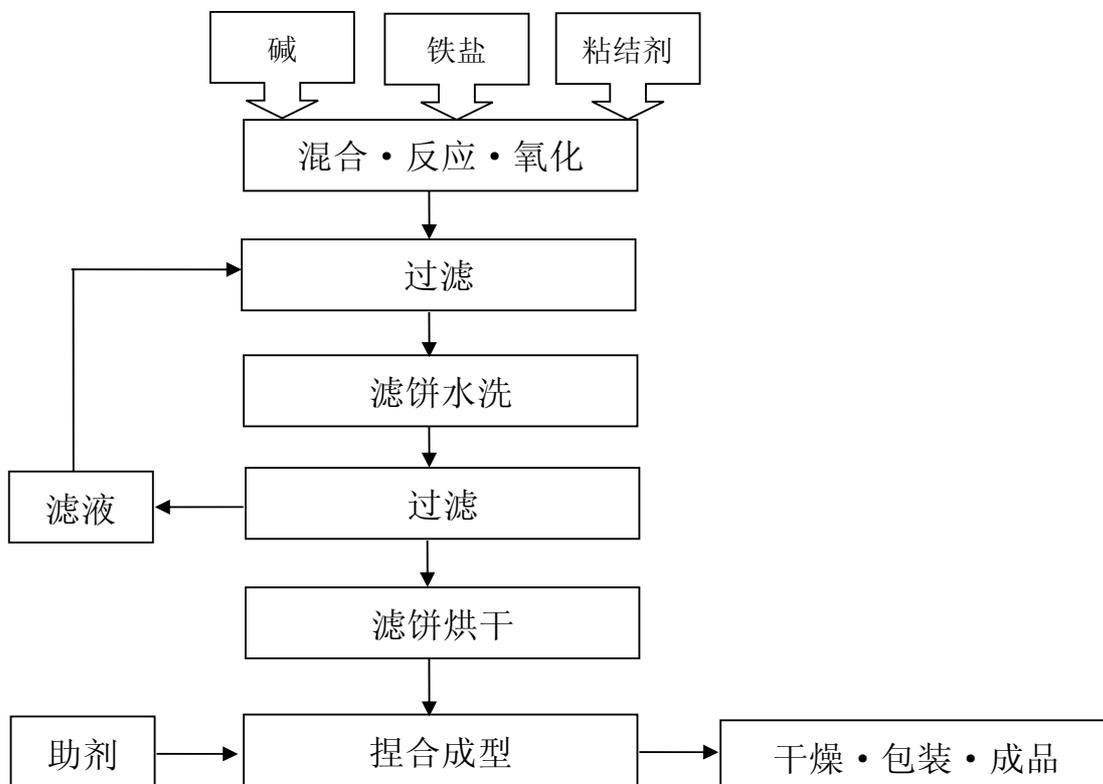 碱
铁盐
粘结剂
混合·反应·氧化
过滤
滤饼水洗
过滤
滤液
滤饼烘干
助剂
捏合成型
干燥·包装·成品